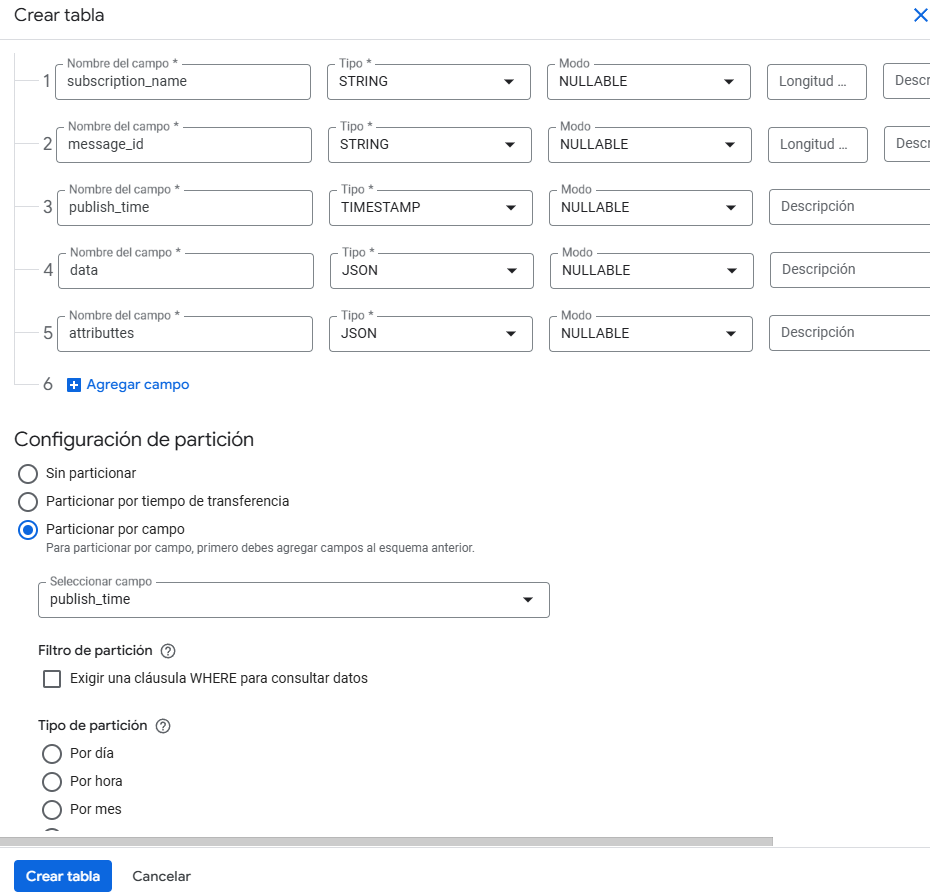 Crear tabla
Nombre del campo * Tipo * Modo
1 subscription_name STRING NULLABLE Longitud ... Descr
Nombre del campo * Tipo * Modo
2 message_id STRING NULLABLE Longitud ... Desc
Nombre del campo * Tipo * Modo
3 publish_time TIMESTAMP NULLABLE Descripción
Nombre del campo * Tipo * Modo
4 data JSON NULLABLE Descripción
Nombre del campo * Tipo * Modo
5 attributtes JSON NULLABLE Descripción
6 Agregar campo
Configuración de partición
Sin particionar
Particionar por tiempo de transferencia
Particionar por campo
Para particionar por campo, primero debes agregar campos al esquema anterior.
Seleccionar campo
publish_time
Filtro de partición ?
Exigir una cláusula WHERE para consultar datos
Tipo de partición ?
Por día
Por hora
Por mes
Crear tabla Cancelar